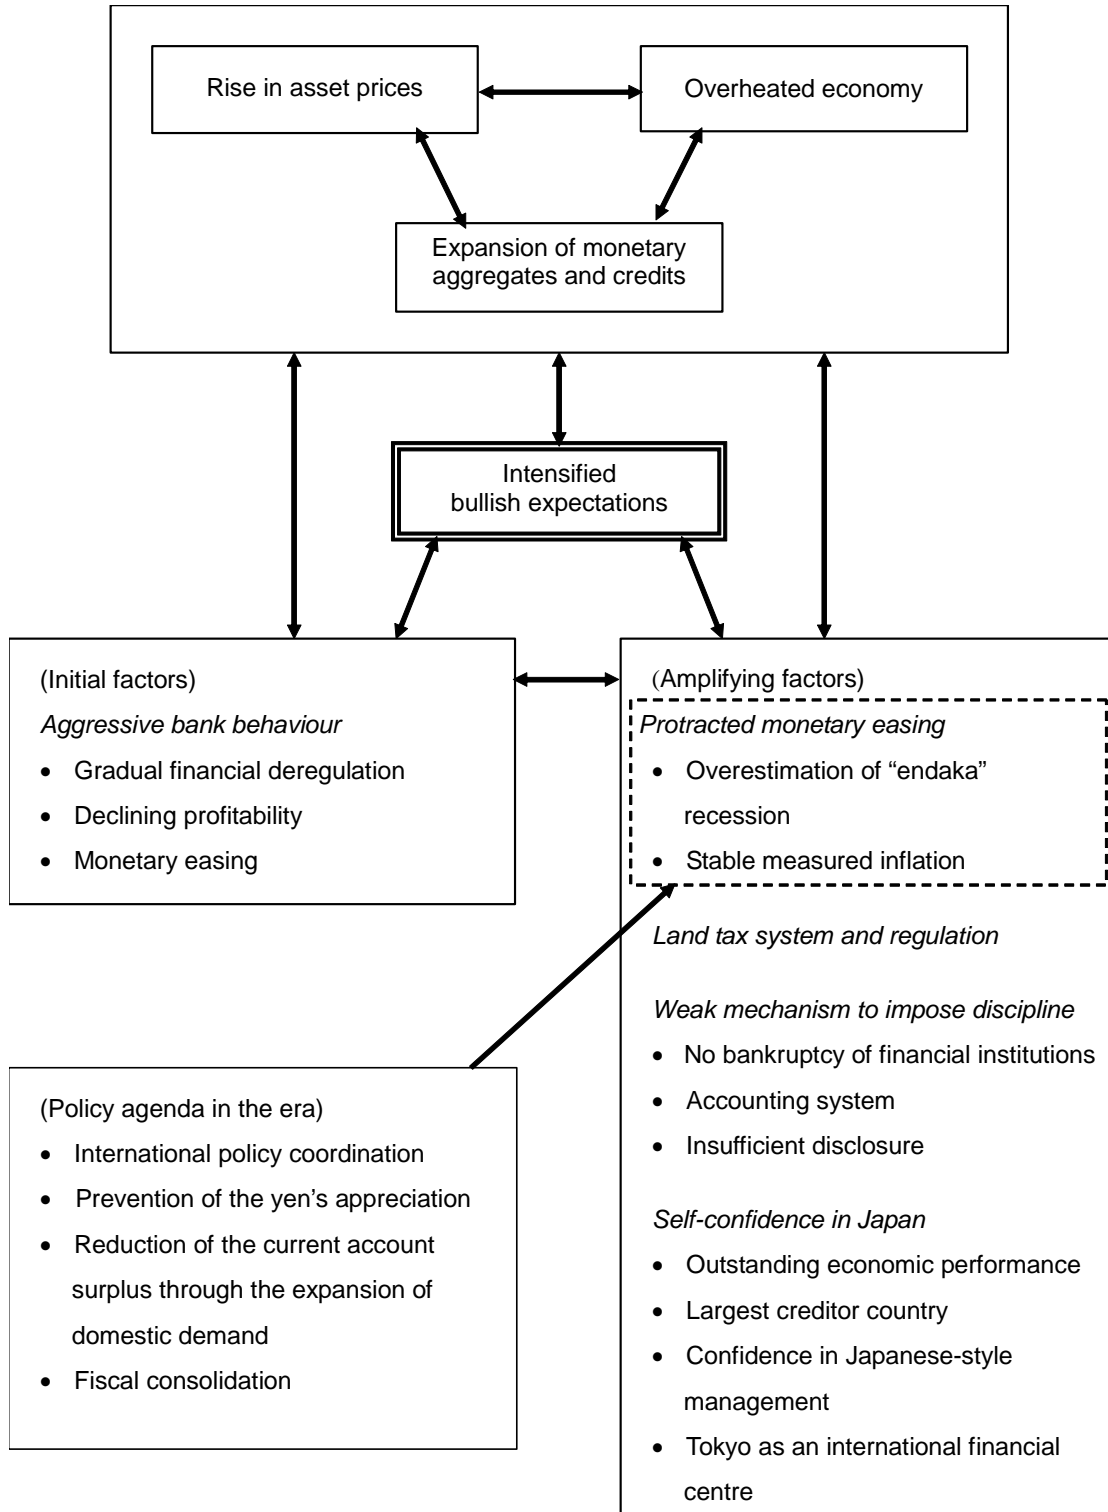 Rise in asset prices
Overheated economy
Expansion of monetary
aggregates and credits
Intensified
bullish expectations
(Initial factors)
Aggressive bank behaviour
• Gradual financial deregulation
• Declining profitability
• Monetary easing
(Amplifying factors)
Protracted monetary easing
• Overestimation of “endaka”
recession
• Stable measured inflation
Land tax system and regulation
Weak mechanism to impose discipline
• No bankruptcy of financial institutions
• Accounting system
• Insufficient disclosure
Self-confidence in Japan
• Outstanding economic performance
• Largest creditor country
• Confidence in Japanese-style
management
• Tokyo as an international financial
centre
(Policy agenda in the era)
• International policy coordination
• Prevention of the yen’s appreciation
• Reduction of the current account
surplus through the expansion of
domestic demand
• Fiscal consolidation